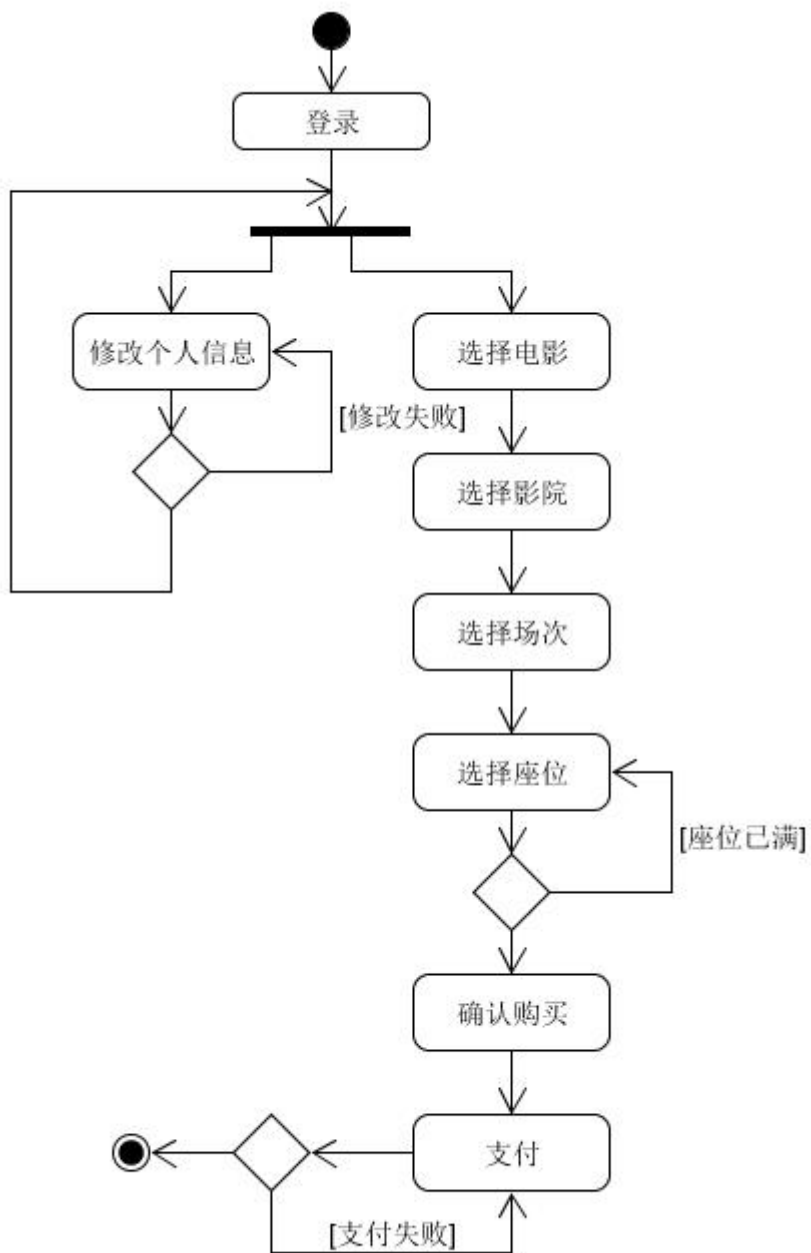 登录
修改个人信息
选择电影
[修改失败]
选择影院
选择场次
选择座位
[座位已满]
确认购买
支付
[支付失败]